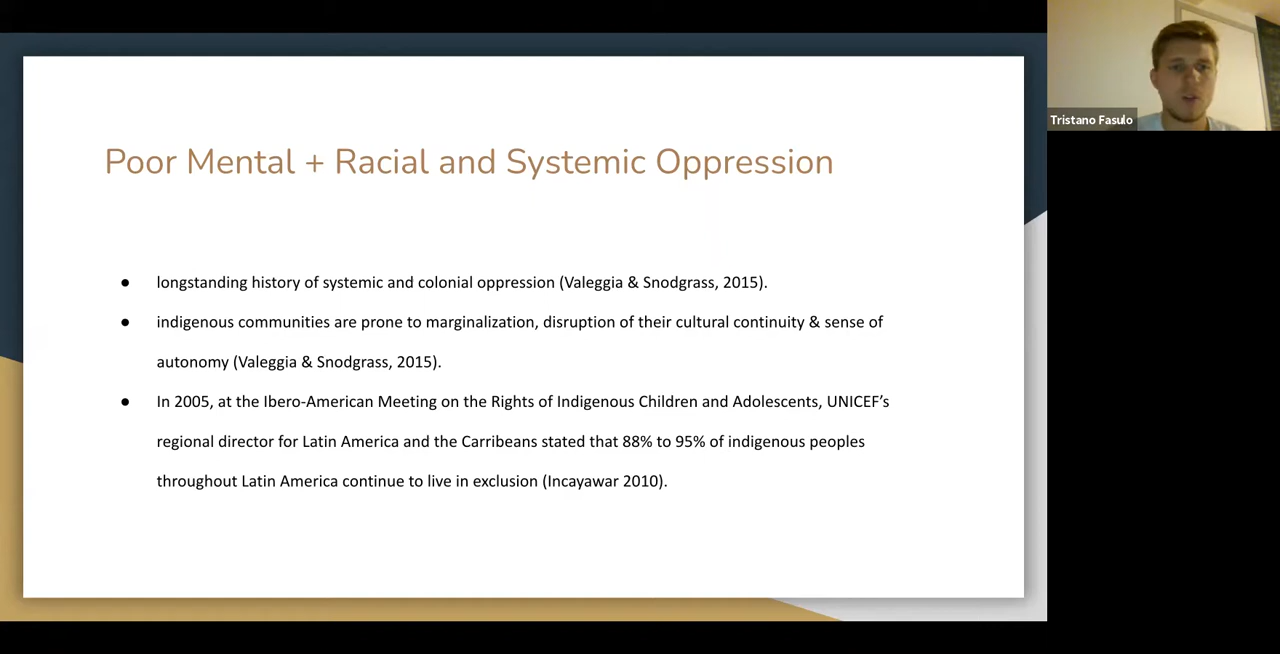 Poor Mental + Racial and Systemic Oppression
● longstanding history of systemic and colonial oppression (Valeggia & Snodgrass, 2015).
● indigenous communities are prone to marginalization, disruption of their cultural continuity & sense of
autonomy (Valeggia & Snodgrass, 2015).
● In 2005, at the Ibero-American Meeting on the Rights of Indigenous Children and Adolescents, UNICEF’s
regional director for Latin America and the Carribeans stated that 88% to 95% of indigenous peoples
throughout Latin America continue to live in exclusion (Incayawar 2010).
Tristano Fasulo